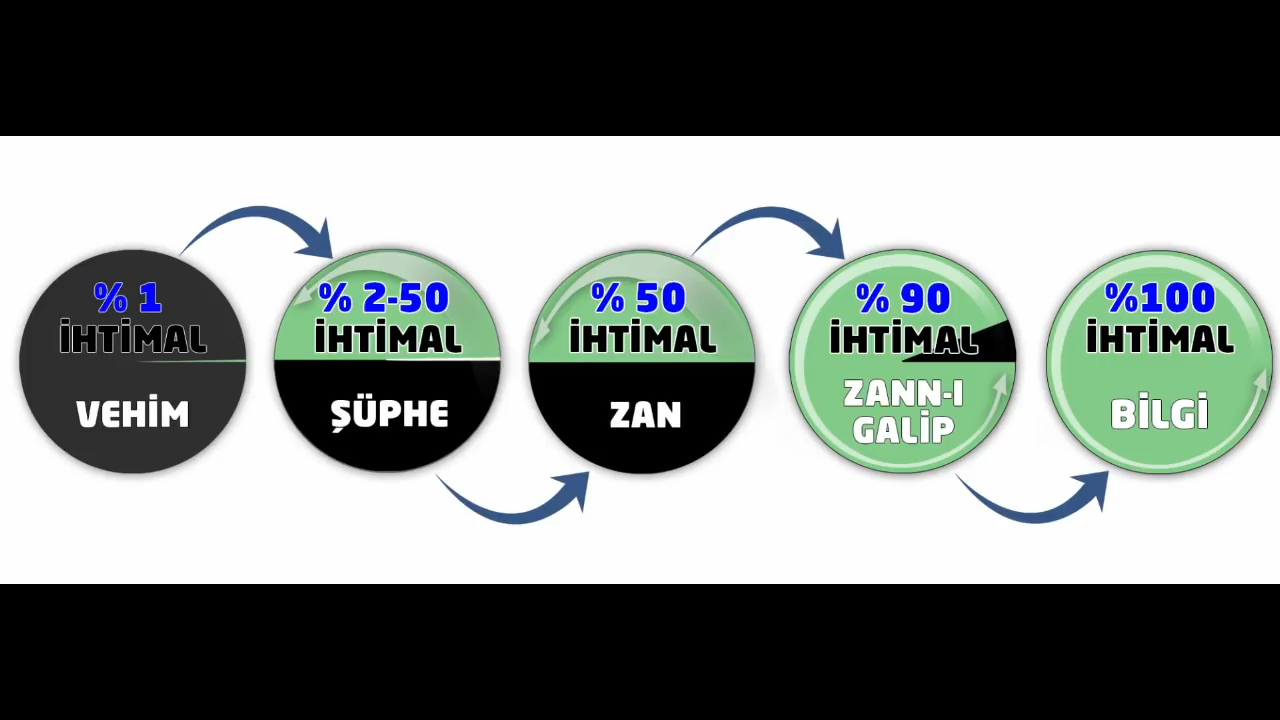 % 1
İHTİMAL
VEHİM
% 2-50
İHTİMAL
ŞÜPHE
% 50
İHTİMAL
ZAN
% 90
İHTİMAL
ZANN-I
GALİP
%100
İHTİMAL
BİLGİ